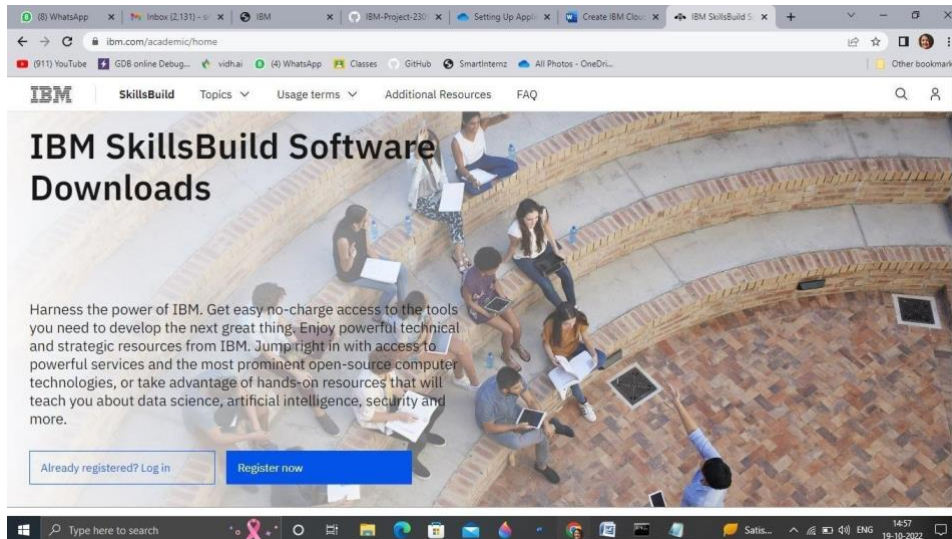 (8) WhatsApp
Inbox (2,131) - s
IBM
IBM-Project-230
Setting Up Appli
Create IBM Clou
IBM SkillsBuild S
ibm.com/academic/home
(911) YouTube
GDB online Debug...
vidh.ai
(4) WhatsApp
Classes
GitHub
SmartInternz
All Photos - OneDri...
Other bookmark
IBM
SkillsBuild
Topics
Usage terms
Additional Resources
FAQ
IBM SkillsBuild Software
Downloads
Harness the power of IBM. Get easy no-charge access to the tools
you need to develop the next great thing. Enjoy powerful technical
and strategic resources from IBM. Jump right in with access to
powerful services and the most prominent open-source computer
technologies, or take advantage of hands-on resources that will
teach you about data science, artificial intelligence, security and
more.
Already registered? Log in
Register now
Type here to search
Satis...
ENG
14:57
19-10-2022